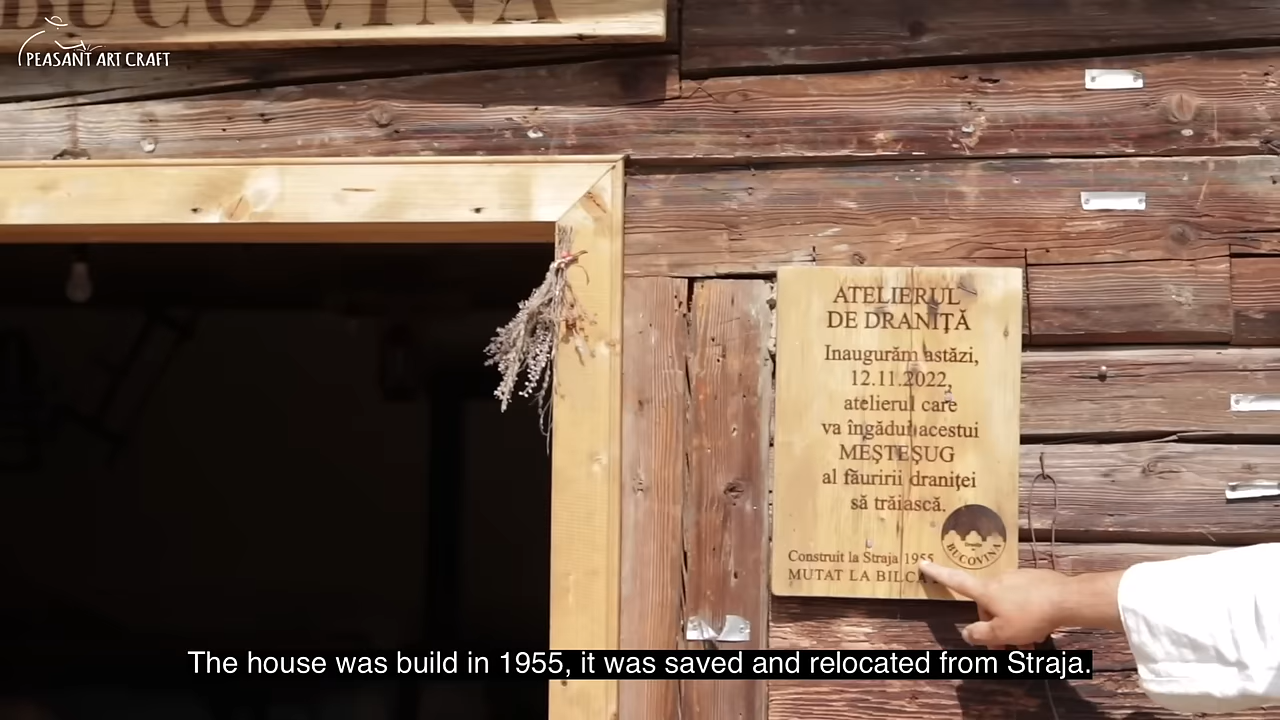 BUCOVINA
PEASANT ART CRAFT
ATELIERUL
DE DRANIȚĂ
Inaugurăm astăzi,
12.11.2022,
atelierul care
va îngădui acestui
MEȘTEȘUG
al făuririi draniței
să trăiască.
BUCOVINA
Construit la Straja 1955
MUTAT LA
The house was build in 1955, it was saved and relocated from Straja.